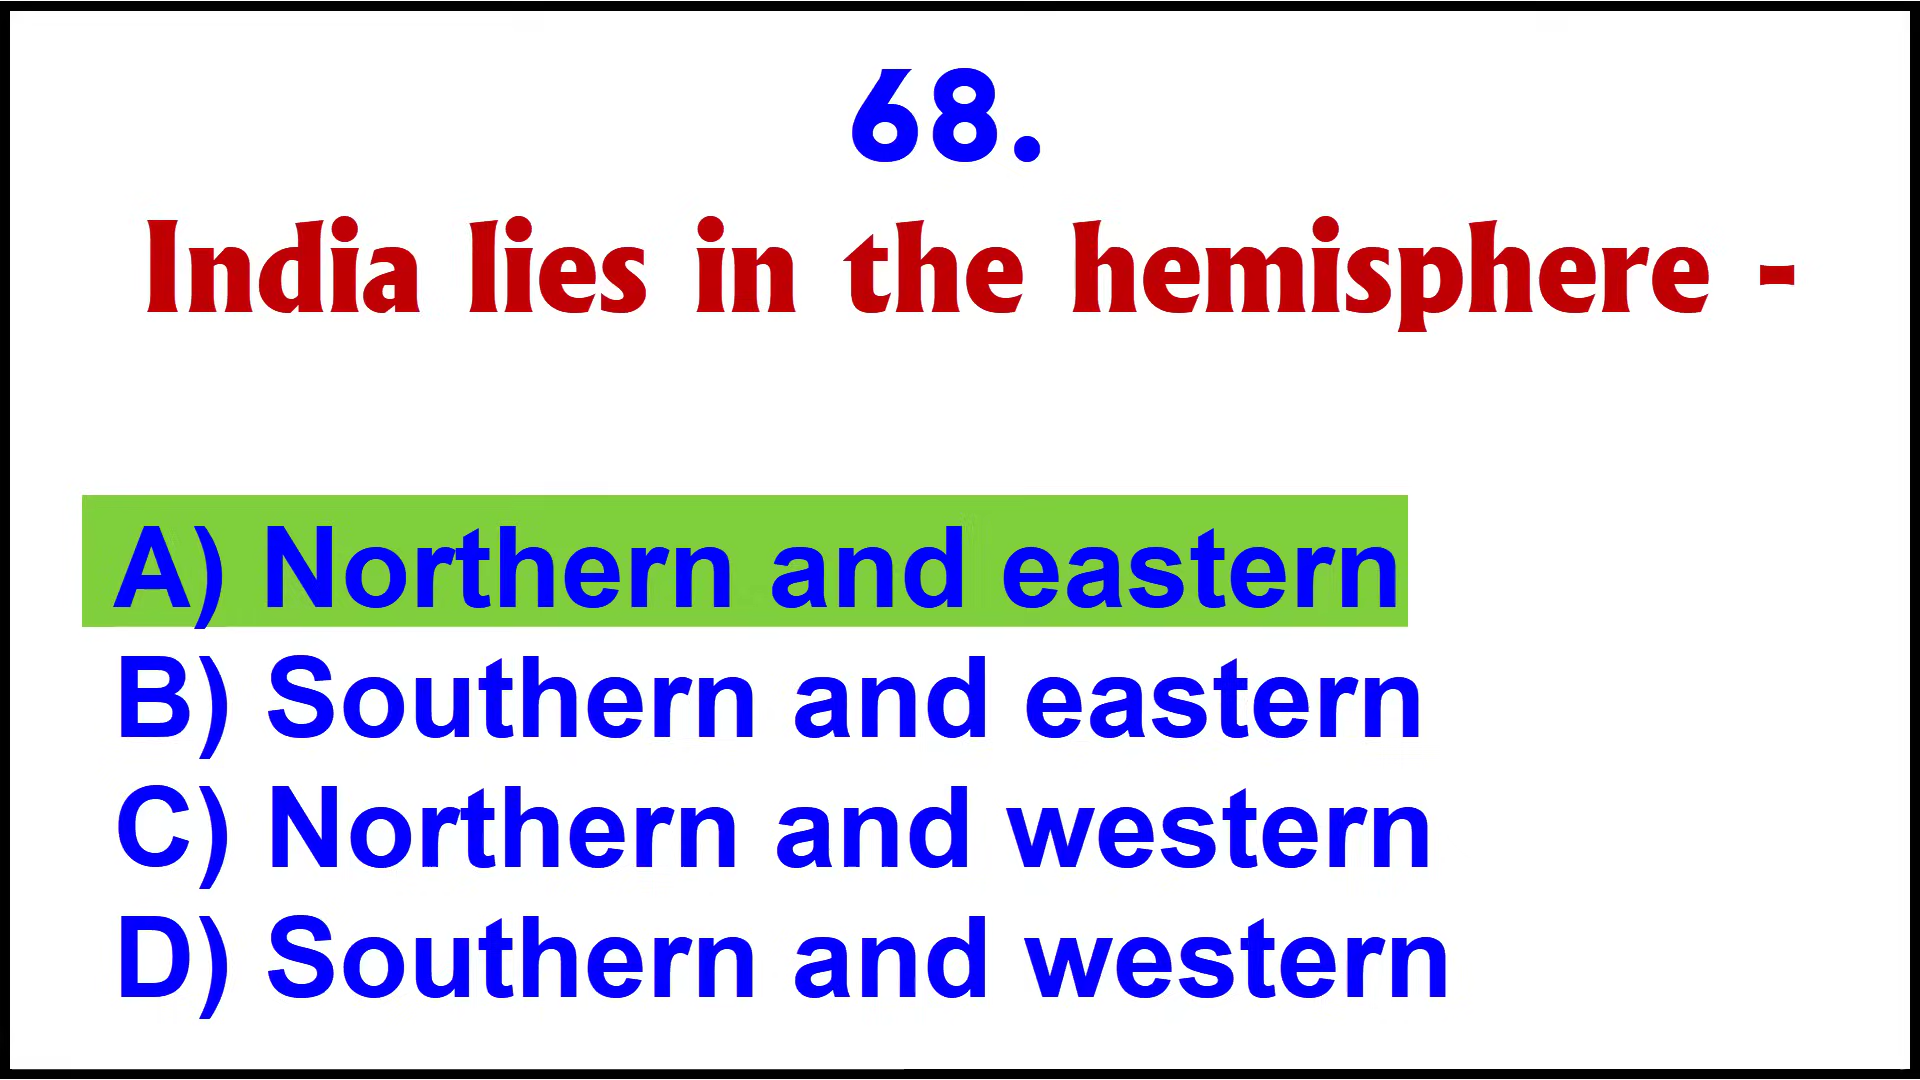 68.
India lies in the hemisphere -
A) Northern and eastern
B) Southern and eastern
C) Northern and western
D) Southern and western